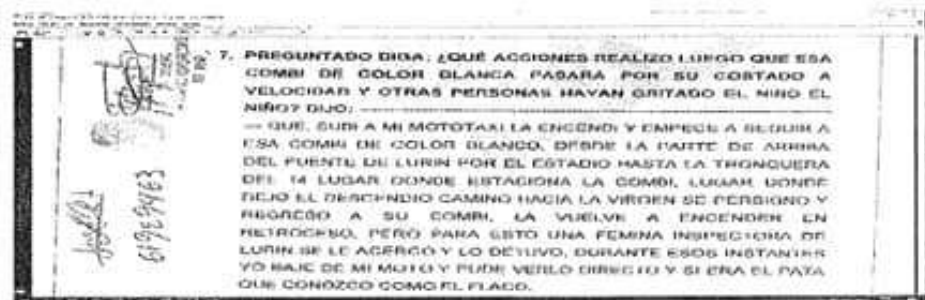 7. PREGUNTADO DIGA: ¿QUÉ ACCIONES REALIZO LUEGO QUE ESA
COMBI DE COLOR BLANCA PASARA POR SU COSTADO A
VELOCIDAR Y OTRAS PERSONAS HAYAN GRITADO EL NIÑO EL
NIÑO? DIJO: ---
--- QUE, SUBI A MI MOTOTAXI LA ENCENDI Y EMPECE A SEGUIR A
ESA COMBI DE COLOR BLANCO, DESDE LA PARTE DE ARRIBA
DEL PUENTE DE LURIN POR EL ESTADIO HASTA LA TRONQUERA
DEL 14 LUGAR DONDE ESTACIONA LA COMBI, LUGAR DONDE
DEJO EL DESCENDIO CAMINO HACIA LA VIRGEN SE PERSIGNO Y
REGRESO A SU COMBI, LA VUELVE A ENCENDER EN
RETROCESO, PERO PARA ESTO UNA FEMINA INSPECTORA DE
LURIN SE LE ACERCO Y LO DETUVO, DURANTE ESOS INSTANTES
YO BAJE DE MI MOTO Y PUDE VERLO DIRECTO Y SI ERA EL PATA
QUE CONOZCO COMO EL FLACO.